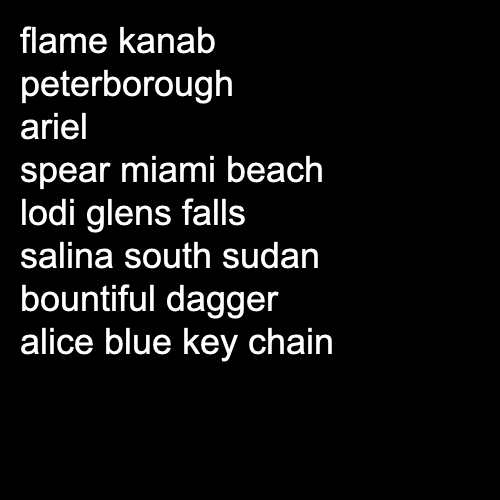 flame kanab
peterborough
ariel
spear miami beach
lodi glens falls
salina south sudan
bountiful dagger
alice blue key chain